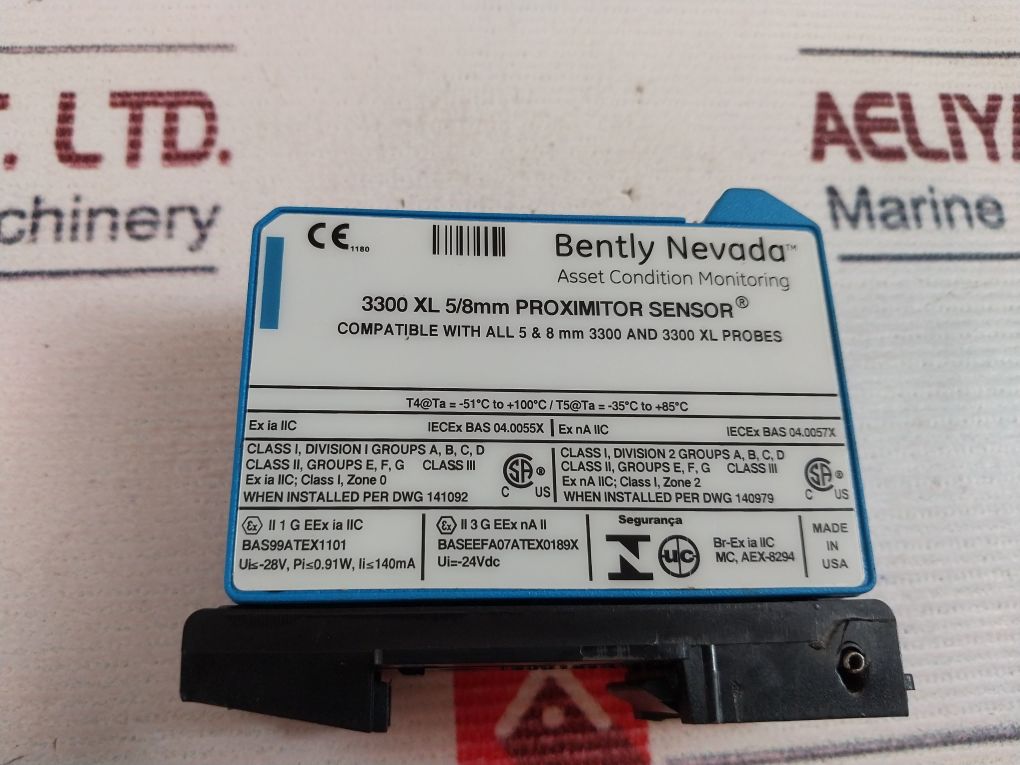 T. LTD.
chinery
AELIY
Marine
CE 1180
Bently Nevada™
Asset Condition Monitoring
3300 XL 5/8mm PROXIMITOR SENSOR®
COMPATIBLE WITH ALL 5 & 8 mm 3300 AND 3300 XL PROBES
T4@Ta = -51°C to +100°C / T5@Ta = -35°C to +85°C
Ex ia IIC IECEx BAS 04.0055X
Ex nA IIC IECEx BAS 04.0057X
CLASS I, DIVISION I GROUPS A, B, C, D
CLASS II, GROUPS E, F, G CLASS III
Ex ia IIC; Class I, Zone 0
WHEN INSTALLED PER DWG 141092
SA ®
C US
CLASS I, DIVISION 2 GROUPS A, B, C, D
CLASS II, GROUPS E, F, G CLASS III
Ex nA IIC; Class I, Zone 2
WHEN INSTALLED PER DWG 140979
SA ®
C US
Ex II 1 G EEx ia IIC
BAS99ATEX1101
Ui≤-28V, Pi≤0.91W, Ii≤140mA
Ex II 3 G EEx nA II
BASEEFA07ATEX0189X
Ui=-24Vdc
Segurança
UC
Br-Ex ia IIC
MC, AEX-8294
MADE
IN
USA